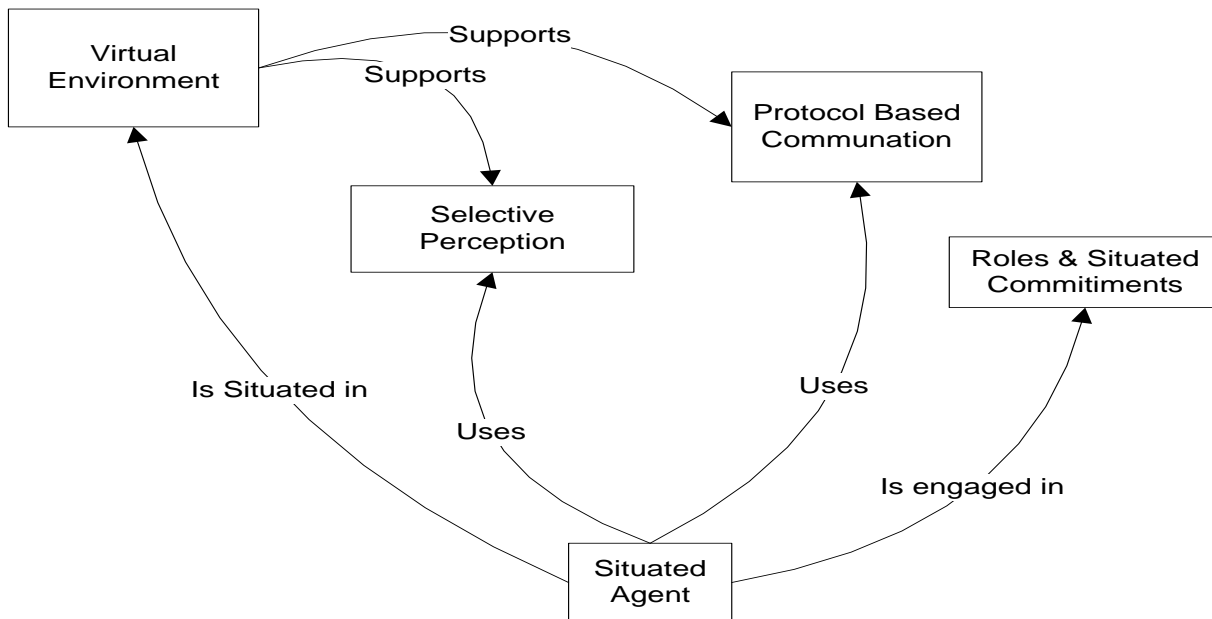 Virtual
Environment
Supports
Supports
Protocol Based
Communation
Selective
Perception
Roles & Situated
Commitiments
Is Situated in
Uses
Uses
Is engaged in
Situated
Agent